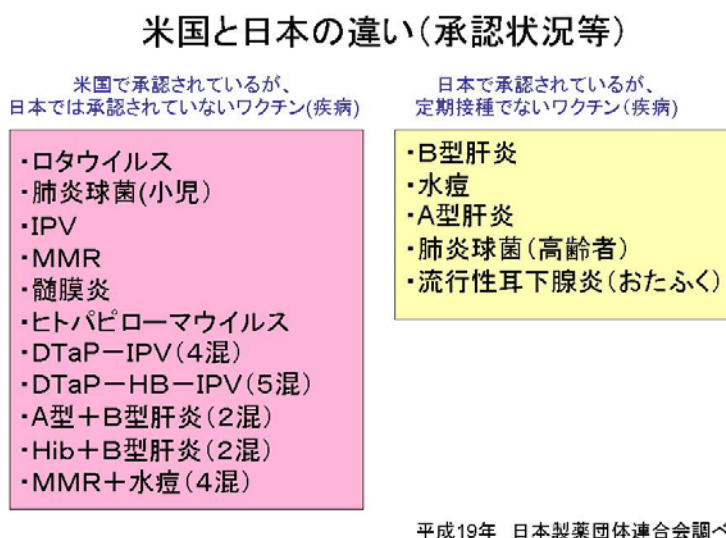 米国と日本の違い(承認状況等)
米国で承認されているが、
日本では承認されていないワクチン(疾病)
・ロタウイルス
・肺炎球菌(小児)
・IPV
・MMR
・髄膜炎
・ヒトパピローマウイルス
・DTaP－IPV(4混)
・DTaP－HB－IPV(5混)
・A型＋B型肝炎(2混)
・Hib＋B型肝炎(2混)
・MMR＋水痘(4混)
日本で承認されているが、
定期接種でないワクチン(疾病)
・B型肝炎
・水痘
・A型肝炎
・肺炎球菌(高齢者)
・流行性耳下腺炎(おたふく)
平成19年 日本製薬団体連合会調べ